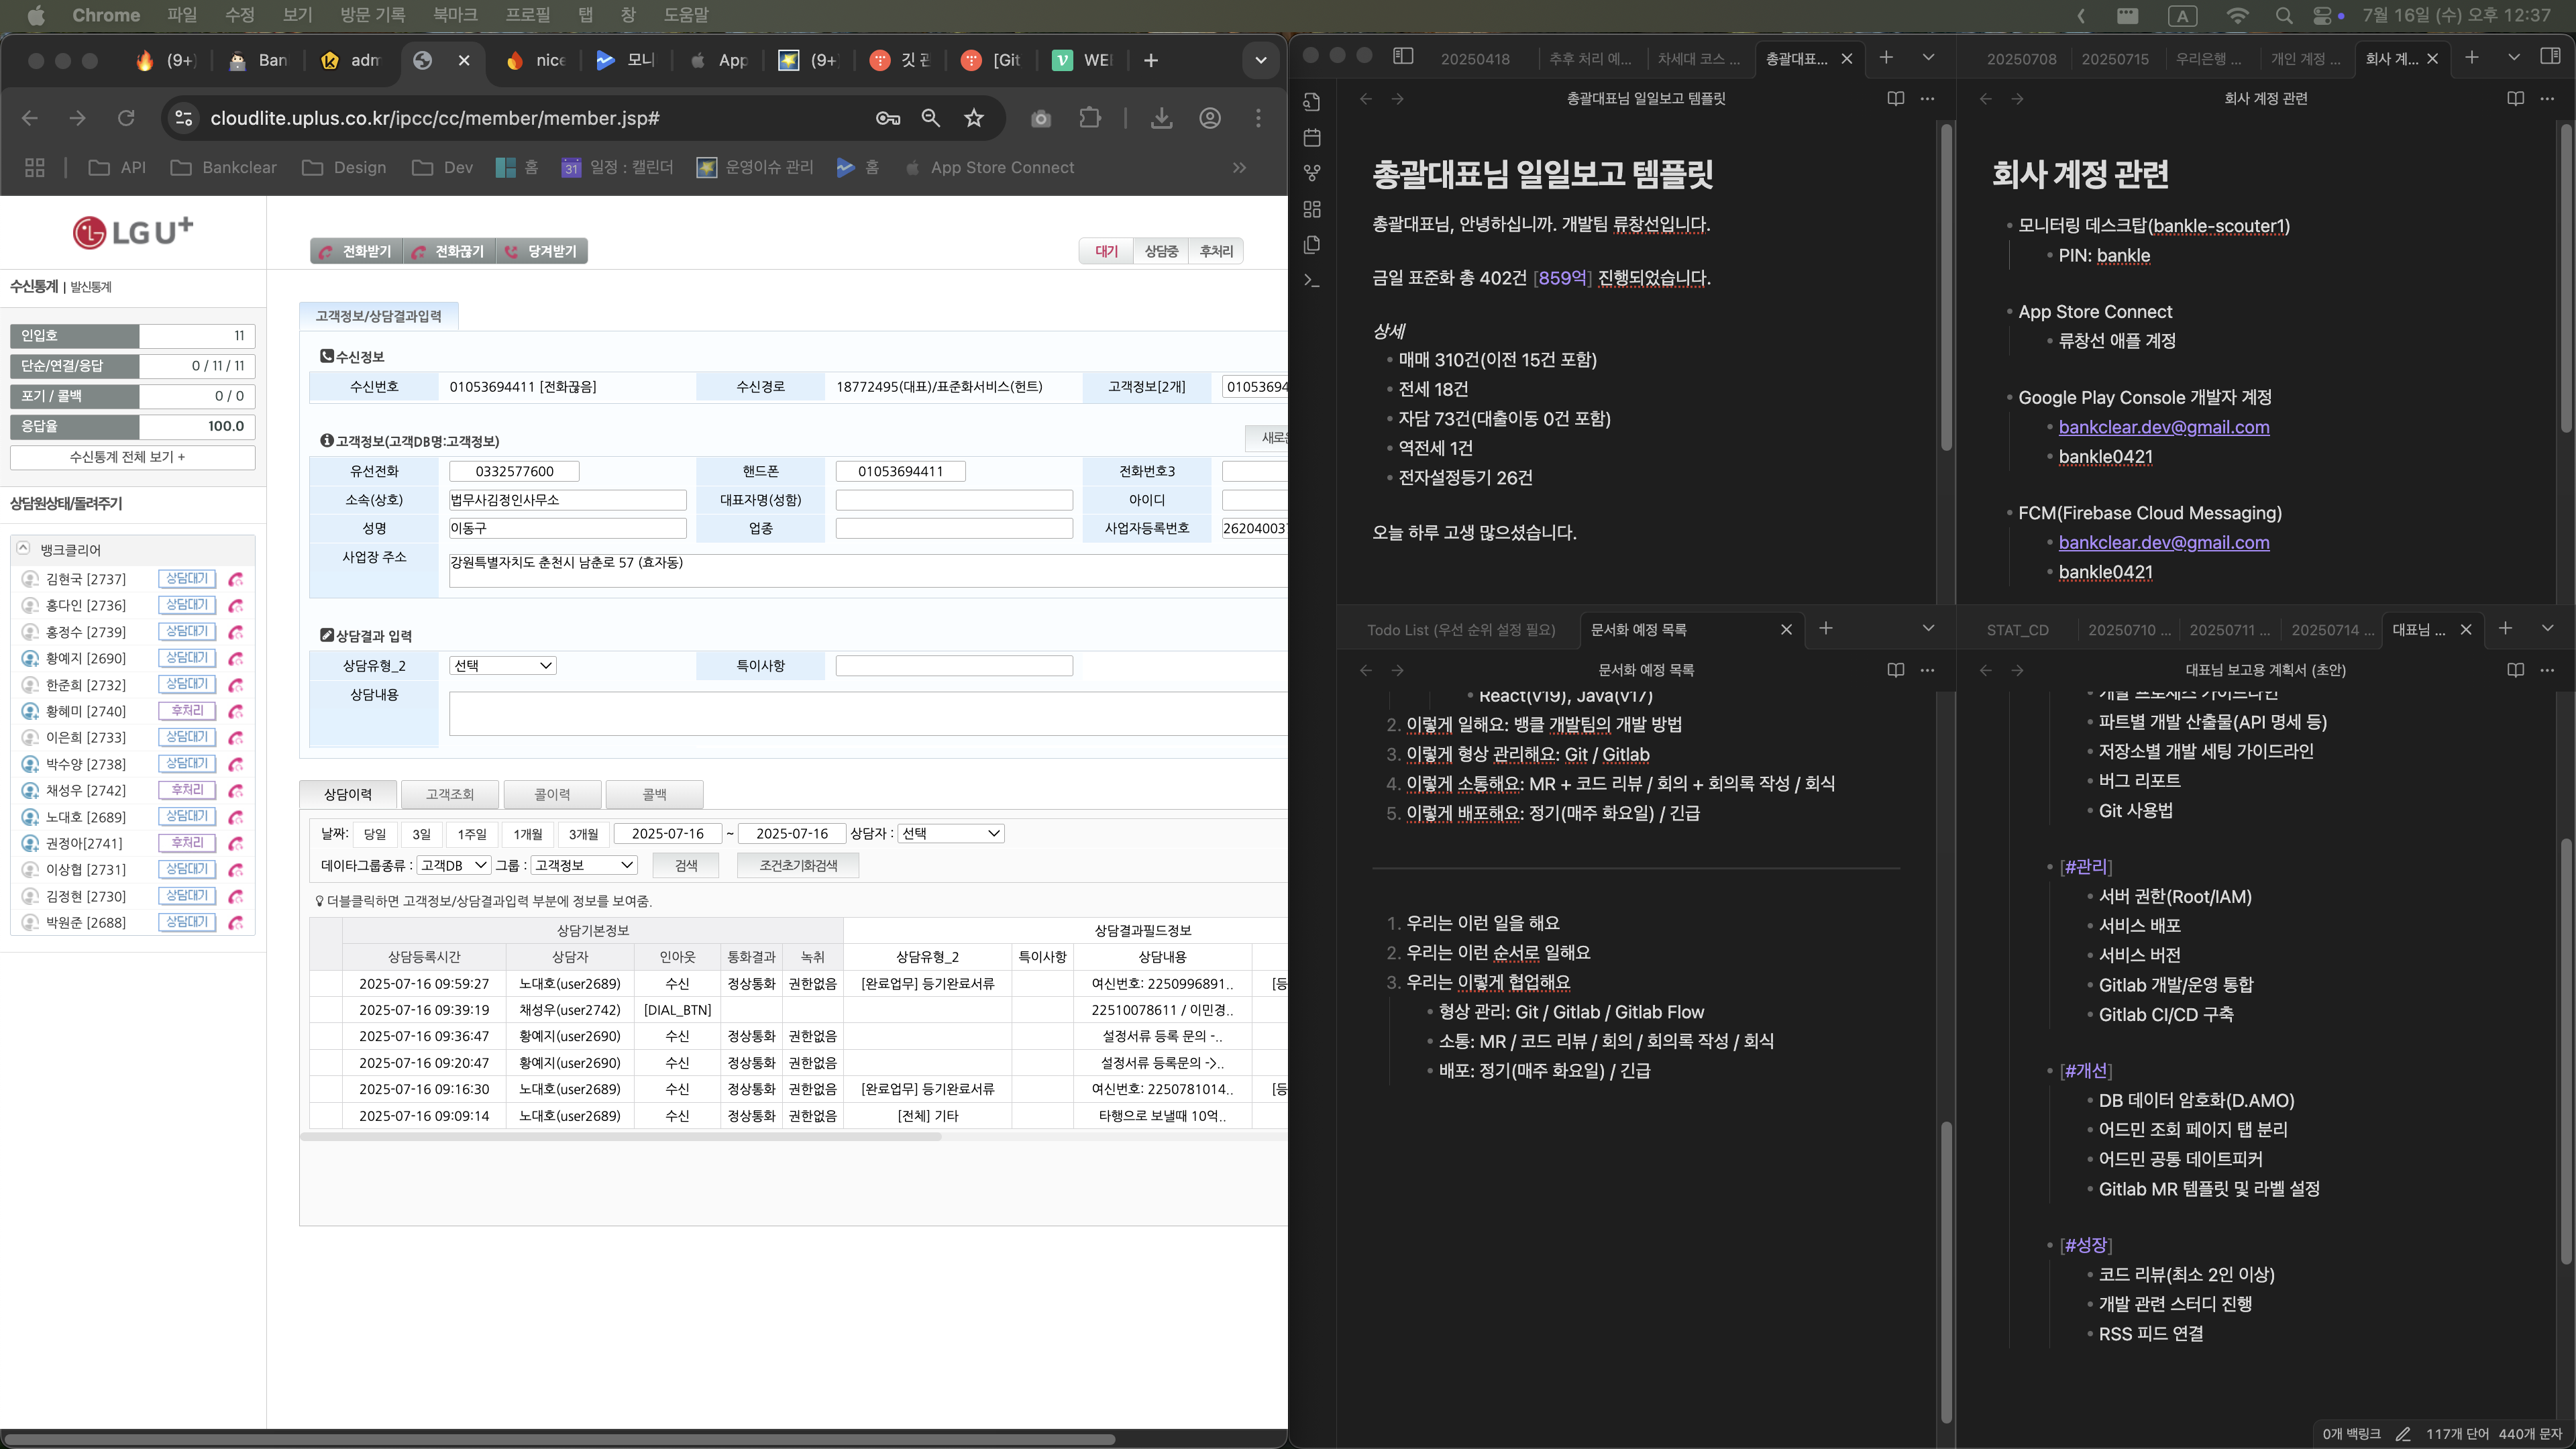 Chrome 파일 수정 보기 방문 기록 북마크 프로필 탭 창 도움말
A 7월 16일 (수) 오후 12:37
(9+) Ban adm nice 모니 App (9+ 깃 관 [Git WEI
cloudlite.uplus.co.kr/ipcc/cc/member/member.jsp#
API Bankclear Design Dev 홈 31 일정 : 캘린더 운영이슈 관리 홈 App Store Connect
LG U+
수신통계 | 발신통계
인입호 11
단순/연결/응답 0 / 11 / 11
포기 / 콜백 0 / 0
응답율 100.0
수신통계 전체 보기 +
상담원상태/돌려주기
뱅크클리어
김현국 [2737] 상담대기
홍다인 [2736] 상담대기
홍정수 [2739] 상담대기
황예지 [2690] 상담대기
한준희 [2732] 상담대기
황혜미 [2740] 후처리
이은희 [2733] 상담대기
박수양 [2738] 상담대기
채성우 [2742] 후처리
노대호 [2689] 상담대기
권정아[2741] 후처리
이상협 [2731] 상담대기
김정현 [2730] 상담대기
박원준 [2688] 상담대기
전화받기 전화끊기 당겨받기
대기 상담중 후처리
고객정보/상담결과입력
수신정보
수신번호 01053694411 [전화끊음] 수신경로 18772495(대표)/표준화서비스(헌트) 고객정보[2개] 01053694
고객정보(고객DB명:고객정보) 새로운
유선전화 0332577600 핸드폰 01053694411 전화번호3
소속(상호) 법무사김정인사무소 대표자명(성함) 아이디
성명 이동구 업종 사업자등록번호 26204003
사업장 주소 강원특별자치도 춘천시 남춘로 57 (효자동)
상담결과 입력
상담유형_2 선택 특이사항
상담내용
상담이력 고객조회 콜이력 콜백
날짜: 당일 3일 1주일 1개월 3개월 2025-07-16 ~ 2025-07-16 상담자 : 선택
데이타그룹종류 : 고객DB 그룹 : 고객정보 검색 조건초기화검색
더블클릭하면 고객정보/상담결과입력 부분에 정보를 보여줌.
상담기본정보 상담결과필드정보
상담등록시간 상담자 인아웃 통화결과 녹취 상담유형_2 특이사항 상담내용
2025-07-16 09:59:27 노대호(user2689) 수신 정상통화 권한없음 [완료업무] 등기완료서류 여신번호: 2250996891.. [등
2025-07-16 09:39:19 채성우(user2742) [DIAL_BTN] 22510078611 / 이민경..
2025-07-16 09:36:47 황예지(user2690) 수신 정상통화 권한없음 설정서류 등록 문의 -..
2025-07-16 09:20:47 황예지(user2690) 수신 정상통화 권한없음 설정서류 등록문의 ->..
2025-07-16 09:16:30 노대호(user2689) 수신 정상통화 권한없음 [완료업무] 등기완료서류 여신번호: 2250781014.. [등
2025-07-16 09:09:14 노대호(user2689) 수신 정상통화 권한없음 [전체] 기타 타행으로 보낼때 10억..
20250418 추후 처리 예... 차세대 코스 ... 총괄대표...
총괄대표님 일일보고 템플릿
총괄대표님 일일보고 템플릿
총괄대표님, 안녕하십니까. 개발팀 류창선입니다.
금일 표준화 총 402건 [859억] 진행되었습니다.
상세
매매 310건(이전 15건 포함)
전세 18건
자담 73건(대출이동 0건 포함)
역전세 1건
전자설정등기 26건
오늘 하루 고생 많으셨습니다.
20250708 20250715 우리은행 ... 개인 계정 ... 회사 계...
회사 계정 관련
회사 계정 관련
모니터링 데스크탑(bankle-scouter1)
PIN: bankle
App Store Connect
류창선 애플 계정
Google Play Console 개발자 계정
bankclear.dev@gmail.com
bankle0421
FCM(Firebase Cloud Messaging)
bankclear.dev@gmail.com
bankle0421
Todo List (우선 순위 설정 필요) 문서화 예정 목록
문서화 예정 목록
React(v19), Java(v17)
2. 이렇게 일해요: 뱅클 개발팀의 개발 방법
3. 이렇게 형상 관리해요: Git / Gitlab
4. 이렇게 소통해요: MR + 코드 리뷰 / 회의 + 회의록 작성 / 회식
5. 이렇게 배포해요: 정기(매주 화요일) / 긴급
1. 우리는 이런 일을 해요
2. 우리는 이런 순서로 일해요
3. 우리는 이렇게 협업해요
형상 관리: Git / Gitlab / Gitlab Flow
소통: MR / 코드 리뷰 / 회의 / 회의록 작성 / 회식
배포: 정기(매주 화요일) / 긴급
STAT_CD 20250710 ... 20250711 ... 20250714 ... 대표님 ...
대표님 보고용 계획서 (초안)
개발 프로세스 가이드라인
파트별 개발 산출물(API 명세 등)
저장소별 개발 세팅 가이드라인
버그 리포트
Git 사용법
[#관리]
서버 권한(Root/IAM)
서비스 배포
서비스 버전
Gitlab 개발/운영 통합
Gitlab CI/CD 구축
[#개선]
DB 데이터 암호화(D.AMO)
어드민 조회 페이지 탭 분리
어드민 공통 데이트피커
Gitlab MR 템플릿 및 라벨 설정
[#성장]
코드 리뷰(최소 2인 이상)
개발 관련 스터디 진행
RSS 피드 연결
0개 백링크 117개 단어 440개 문자